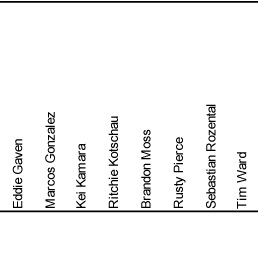 Eddie Gaven
Marcos Gonzalez
Kei Kamara
Ritchie Kotschau
Brandon Moss
Rusty Pierce
Sebastian Rozental
Tim Ward